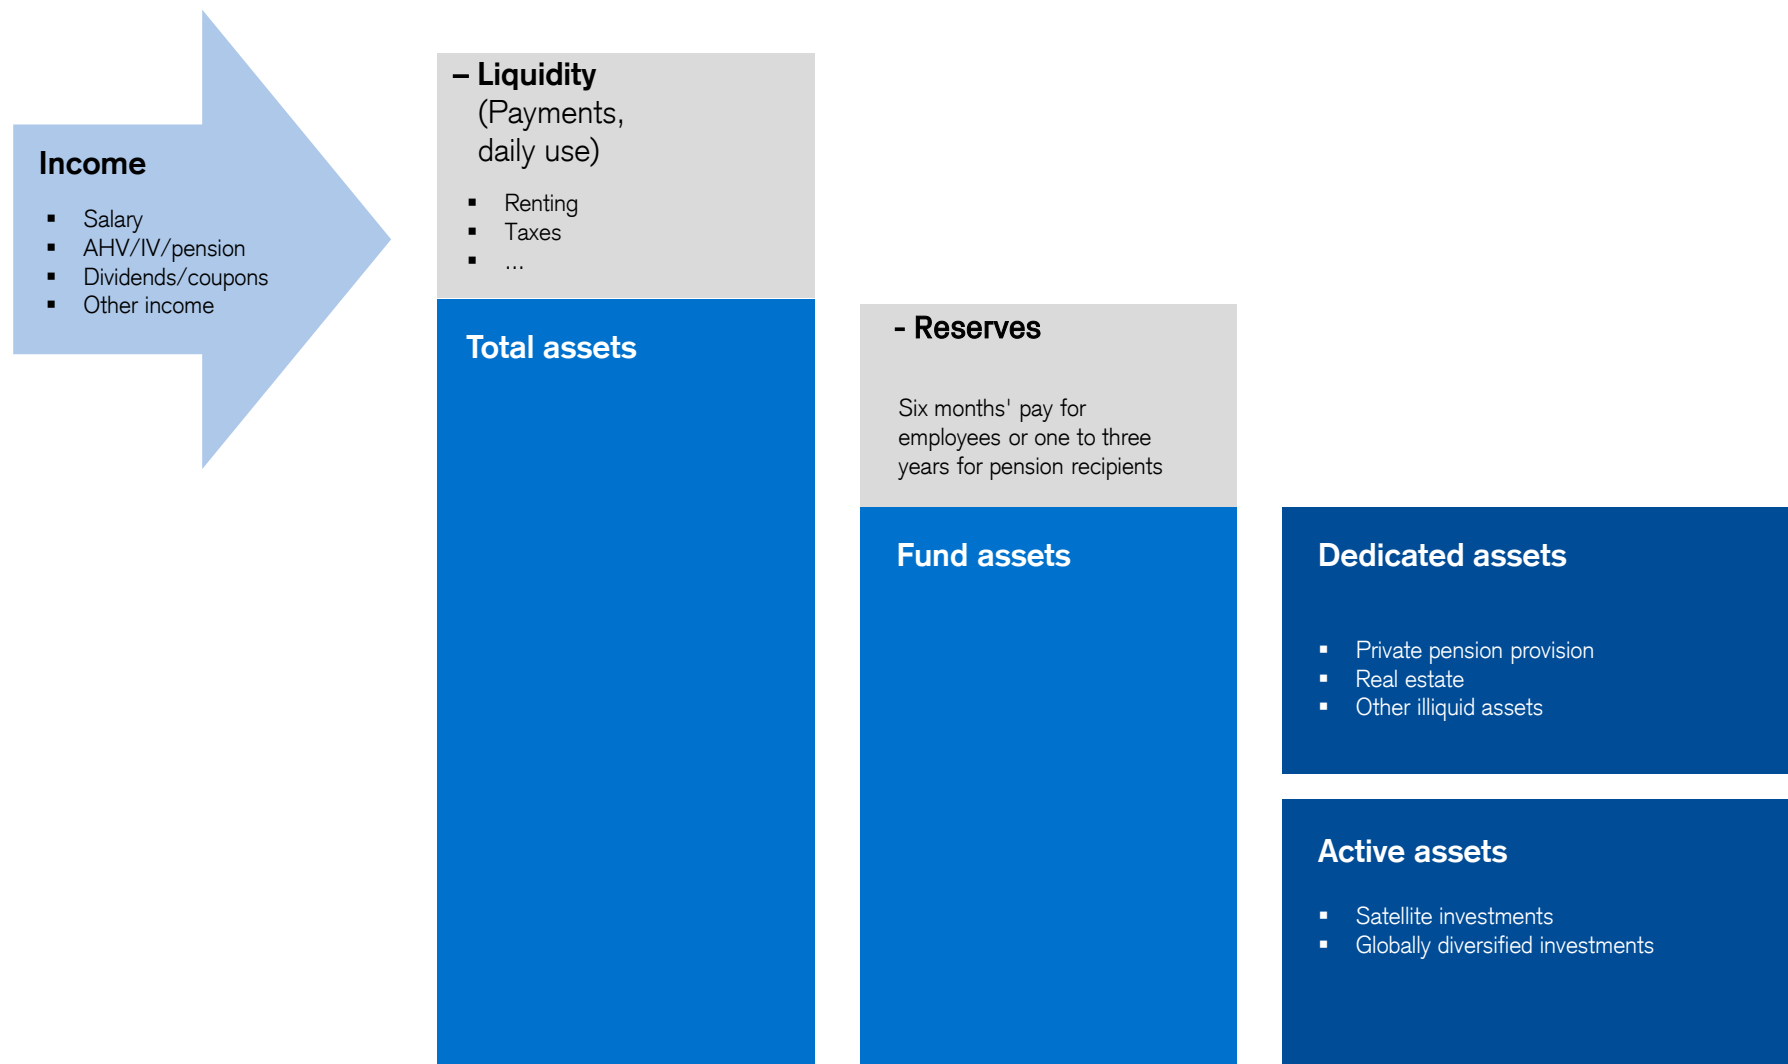 Income
▪ Salary
▪ AHV/IV/pension
▪ Dividends/coupons
▪ Other income
– Liquidity
(Payments,
daily use)
▪ Renting
▪ Taxes
▪ ...
Total assets
- Reserves
Six months' pay for
employees or one to three
years for pension recipients
Fund assets
Dedicated assets
▪ Private pension provision
▪ Real estate
▪ Other illiquid assets
Active assets
▪ Satellite investments
▪ Globally diversified investments